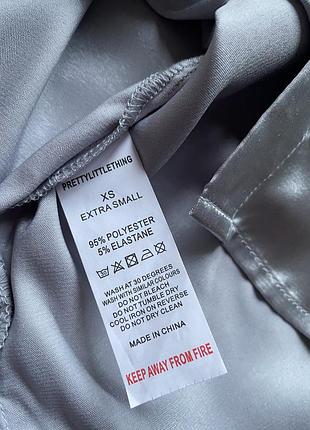 PRETTYLITTLETHING
XS
EXTRA SMALL
95% POLYESTER
5% ELASTANE
WASH AT 30 DEGREES
WASH WITH SIMILAR COLOURS
DO NOT BLEACH
DO NOT TUMBLE DRY
COOL IRON ON REVERSE
DO NOT DRY CLEAN
MADE IN CHINA
KEEP AWAY FROM FIRE